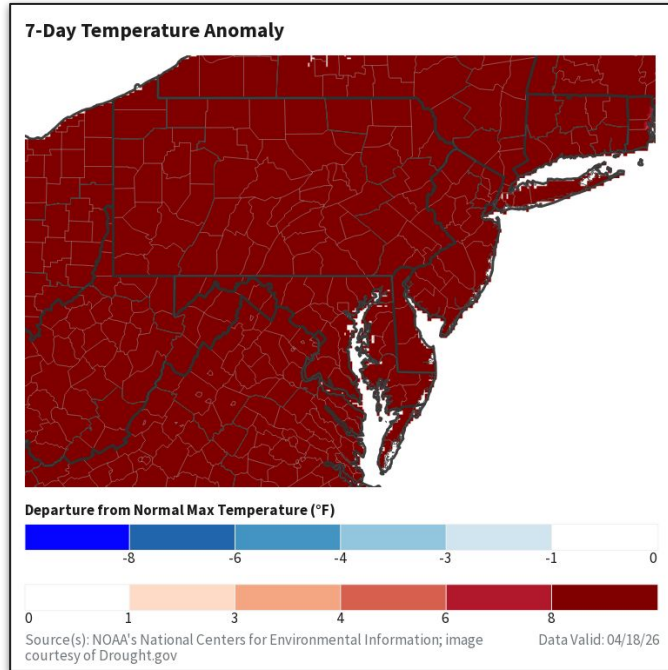 7-Day Temperature Anomaly
Departure from Normal Max Temperature (°F)
-8 -6 -4 -3 -1 0
0 1 3 4 6 8
Source(s): NOAA's National Centers for Environmental Information; image
courtesy of Drought.gov
Data Valid: 04/18/26